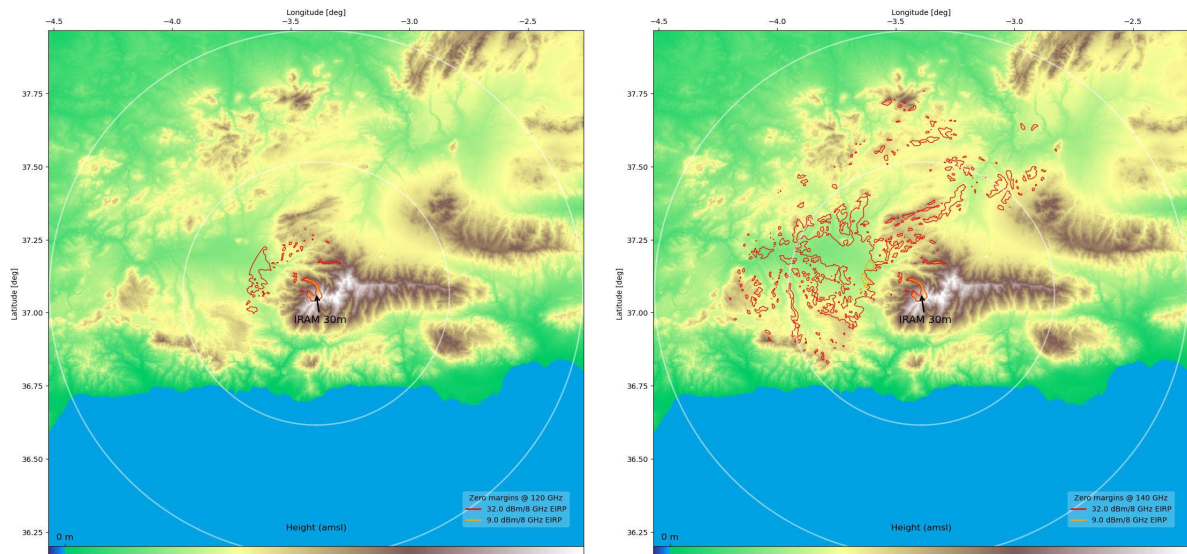 Longitude [deg]
−4.5 −4.0 −3.5 −3.0 −2.5
Latitude [deg]
37.75
37.50
37.25
37.00
36.75
36.50
36.25
IRAM 30m
Zero margins @ 120 GHz
32.0 dBm/8 GHz EIRP
9.0 dBm/8 GHz EIRP
Height (amsl)
0 m
Longitude [deg]
−4.5 −4.0 −3.5 −3.0 −2.5
Latitude [deg]
37.75
37.50
37.25
37.00
36.75
36.50
36.25
IRAM 30m
Zero margins @ 140 GHz
32.0 dBm/8 GHz EIRP
9.0 dBm/8 GHz EIRP
Height (amsl)
0 m